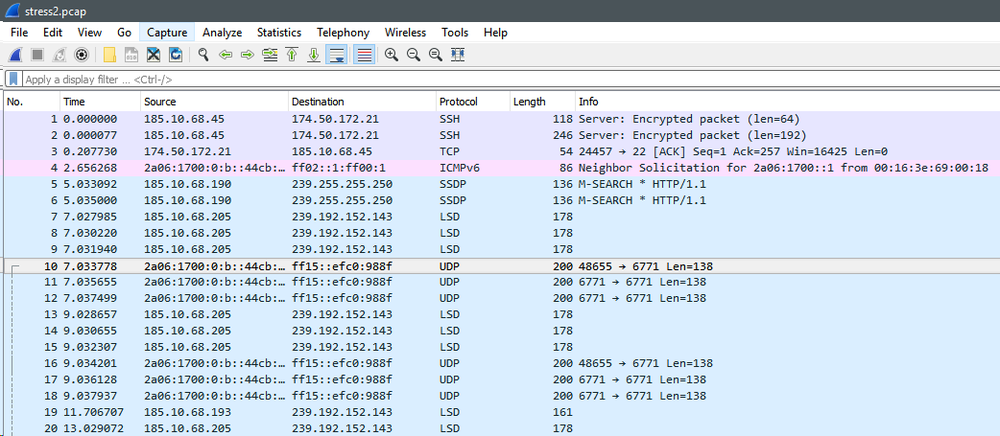 stress2.pcap
File Edit View Go Capture Analyze Statistics Telephony Wireless Tools Help
Apply a display filter ... <Ctrl-/>
No. Time Source Destination Protocol Length Info
1 0.000000 185.10.68.45 174.50.172.21 SSH 118 Server: Encrypted packet (len=64)
2 0.000077 185.10.68.45 174.50.172.21 SSH 246 Server: Encrypted packet (len=192)
3 0.207730 174.50.172.21 185.10.68.45 TCP 54 24457 → 22 [ACK] Seq=1 Ack=257 Win=16425 Len=0
4 2.656268 2a06:1700:0:b::44cb:… ff02::1:ff00:1 ICMPv6 86 Neighbor Solicitation for 2a06:1700::1 from 00:16:3e:69:00:18
5 5.033092 185.10.68.190 239.255.255.250 SSDP 136 M-SEARCH * HTTP/1.1
6 5.035000 185.10.68.190 239.255.255.250 SSDP 136 M-SEARCH * HTTP/1.1
7 7.027985 185.10.68.205 239.192.152.143 LSD 178
8 7.030220 185.10.68.205 239.192.152.143 LSD 178
9 7.031940 185.10.68.205 239.192.152.143 LSD 178
10 7.033778 2a06:1700:0:b::44cb:… ff15::efc0:988f UDP 200 48655 → 6771 Len=138
11 7.035655 2a06:1700:0:b::44cb:… ff15::efc0:988f UDP 200 6771 → 6771 Len=138
12 7.037499 2a06:1700:0:b::44cb:… ff15::efc0:988f UDP 200 6771 → 6771 Len=138
13 9.028657 185.10.68.205 239.192.152.143 LSD 178
14 9.030655 185.10.68.205 239.192.152.143 LSD 178
15 9.032307 185.10.68.205 239.192.152.143 LSD 178
16 9.034201 2a06:1700:0:b::44cb:… ff15::efc0:988f UDP 200 48655 → 6771 Len=138
17 9.036128 2a06:1700:0:b::44cb:… ff15::efc0:988f UDP 200 6771 → 6771 Len=138
18 9.037937 2a06:1700:0:b::44cb:… ff15::efc0:988f UDP 200 6771 → 6771 Len=138
19 11.706707 185.10.68.193 239.192.152.143 LSD 161
20 13.029072 185.10.68.205 239.192.152.143 LSD 178